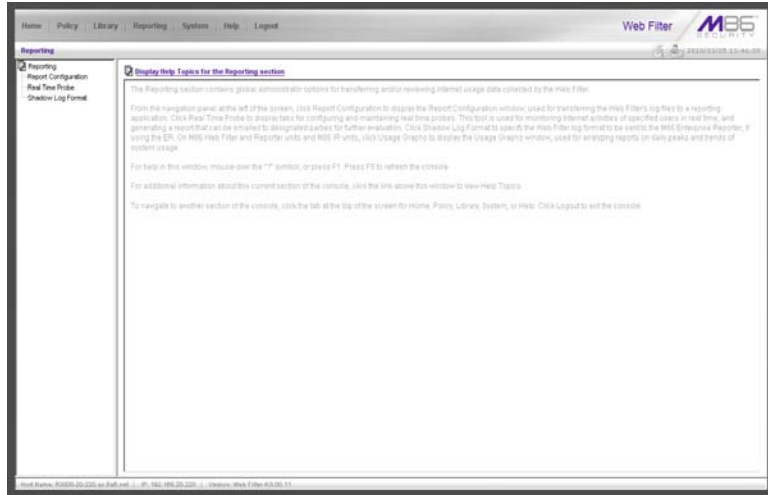 Home Policy Library Reporting System Help Logout
Web Filter
M86
SECURITY
Reporting
Reporting
Report Configuration
Real Time Probe
Shadow Log Format
Display Help Topics for the Reporting section
The Reporting section contains global administrator options for transferring and/or reviewing Internet usage data collected by the Web Filter.
From the navigation panel at the left of the screen, click Report Configuration to display the Report Configuration window, used for transferring the Web Filter's log files to a reporting
application. Click Real Time Probe to display tabs for configuring and maintaining real time probes. This tool is used for monitoring Internet activities of specified users in real time, and
generating a report that can be emailed to designated parties for further evaluation. Click Shadow Log Format to specify the Web Filter log format to be sent to the M86 Enterprise Reporter, if
using the ER. On M86 Web Filter and Reporter units and M86 IR units, click Usage Graphs to display the Usage Graphs window, used for analyzing reports on daily peaks and trends of
system usage.
For help in this window, mouse over the "?" symbol, or press F1. Press F5 to refresh the console.
For additional information about this current section of the console, click the link above this window to view Help Topics.
To navigate to another section of the console, click the tab at the top of the screen for Home, Policy, Library, System, or Help. Click Logout to exit the console.
Host Name: IP: Version: Web Filter